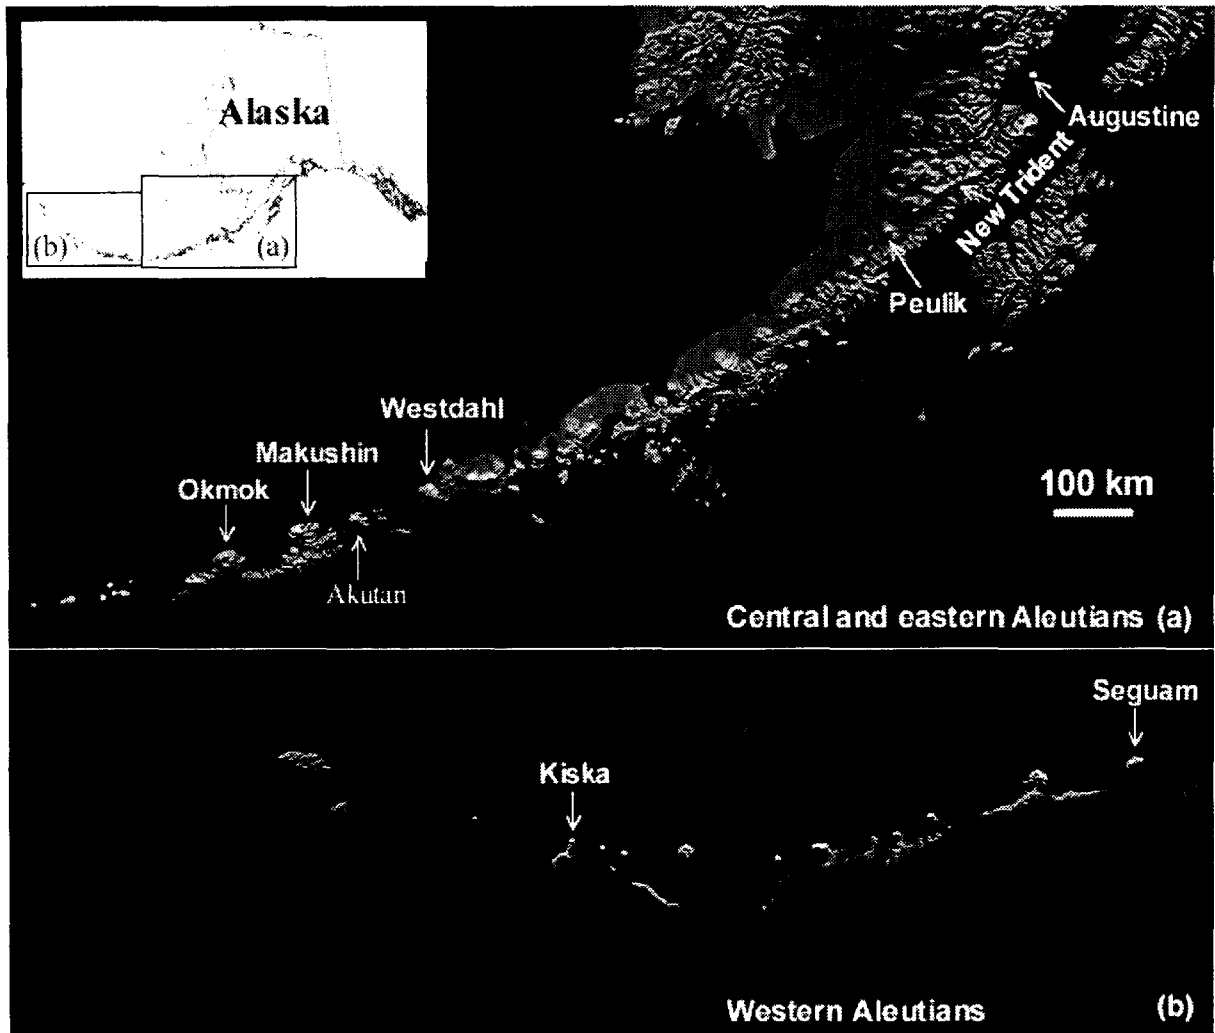 Alaska
(b)
(a)
Augustine
New Trident
Peulik
Westdahl
Makushin
Okmok
Akutan
100 km
Central and eastern Aleutians (a)
Seguam
Kiska
Western Aleutians (b)